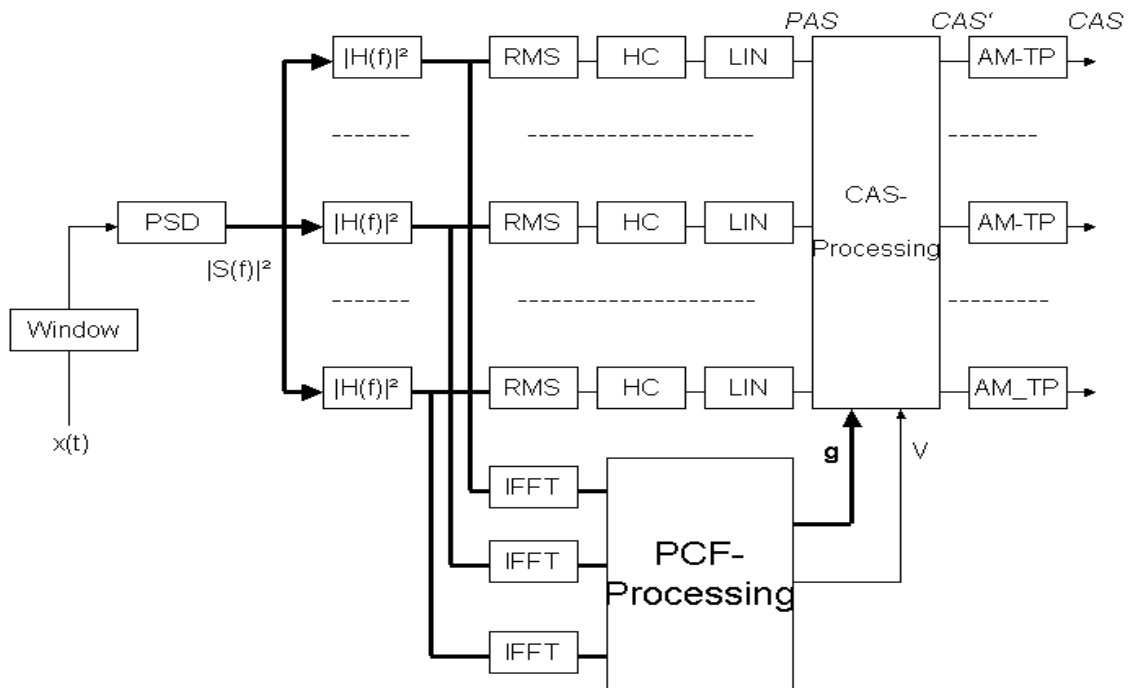 PAS CAS' CAS
|H(f)|² RMS HC LIN AM-TP
------- ------------------- --------
CAS-
Processing
PSD |H(f)|² RMS HC LIN AM-TP
|S(f)|²
------- ------------------- ---------
Window
|H(f)|² RMS HC LIN AM_TP
x(t)
g V
IFFT
PCF-
Processing
IFFT
IFFT